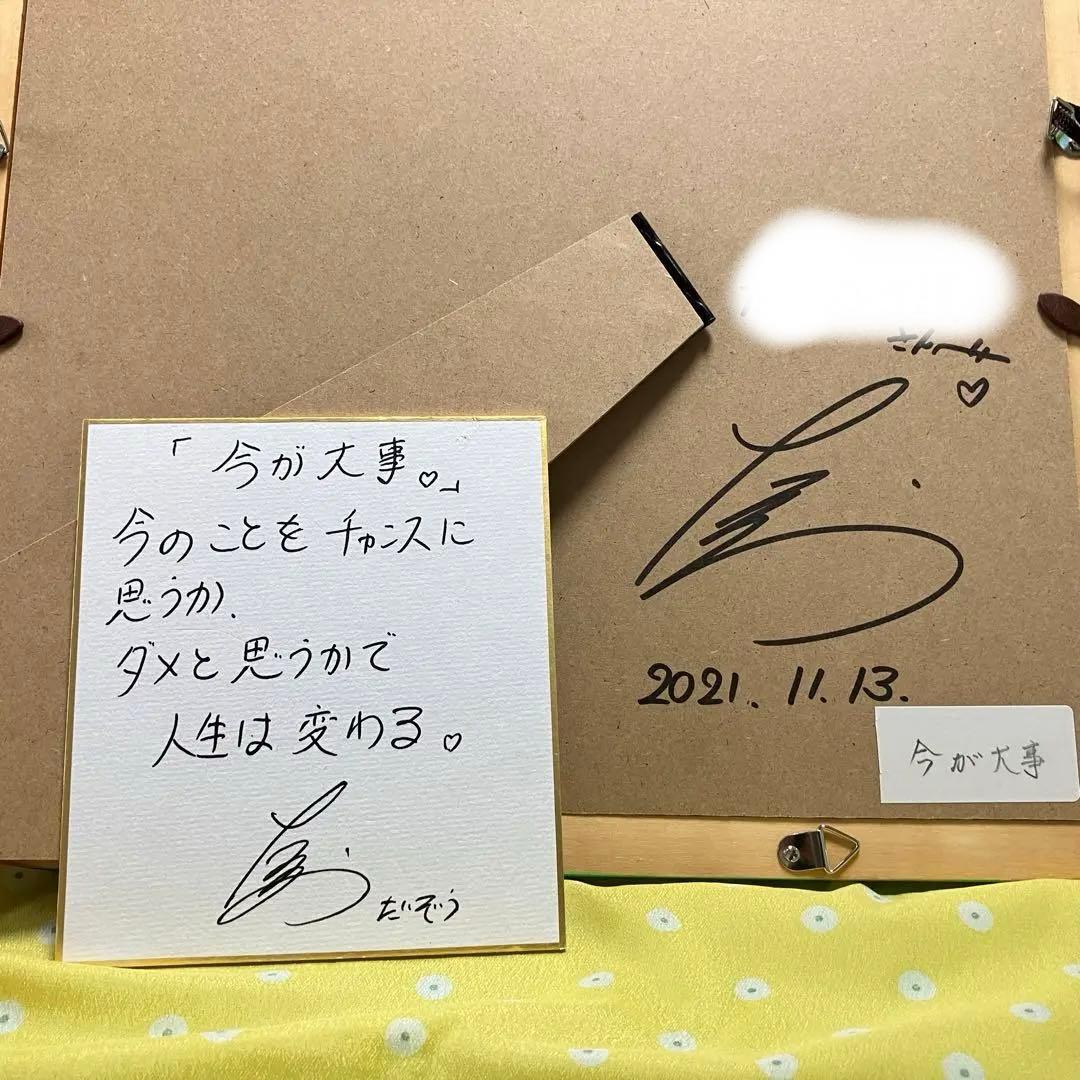 「今が大事♡」
今のことをチャンスに
思うか、
ダメと思うかで
人生は変わる♡
だいぞう
さんへ
♡
2021. 11. 13.
今が大事